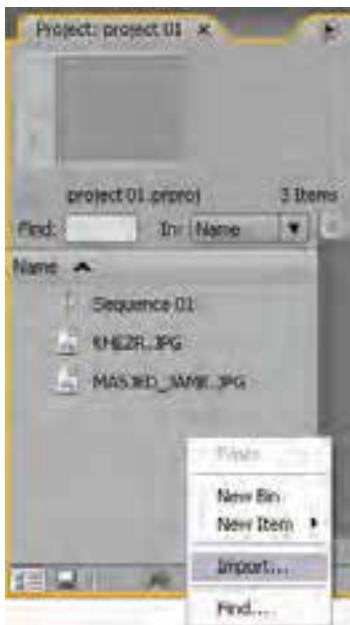 Project: project 01 ×
project 01.prproj 3 Items
Find: In: Name
Name
Sequence 01
KHEZR.JPG
MASJED_JAME.JPG
Paste
New Bin
New Item
Import...
Find...